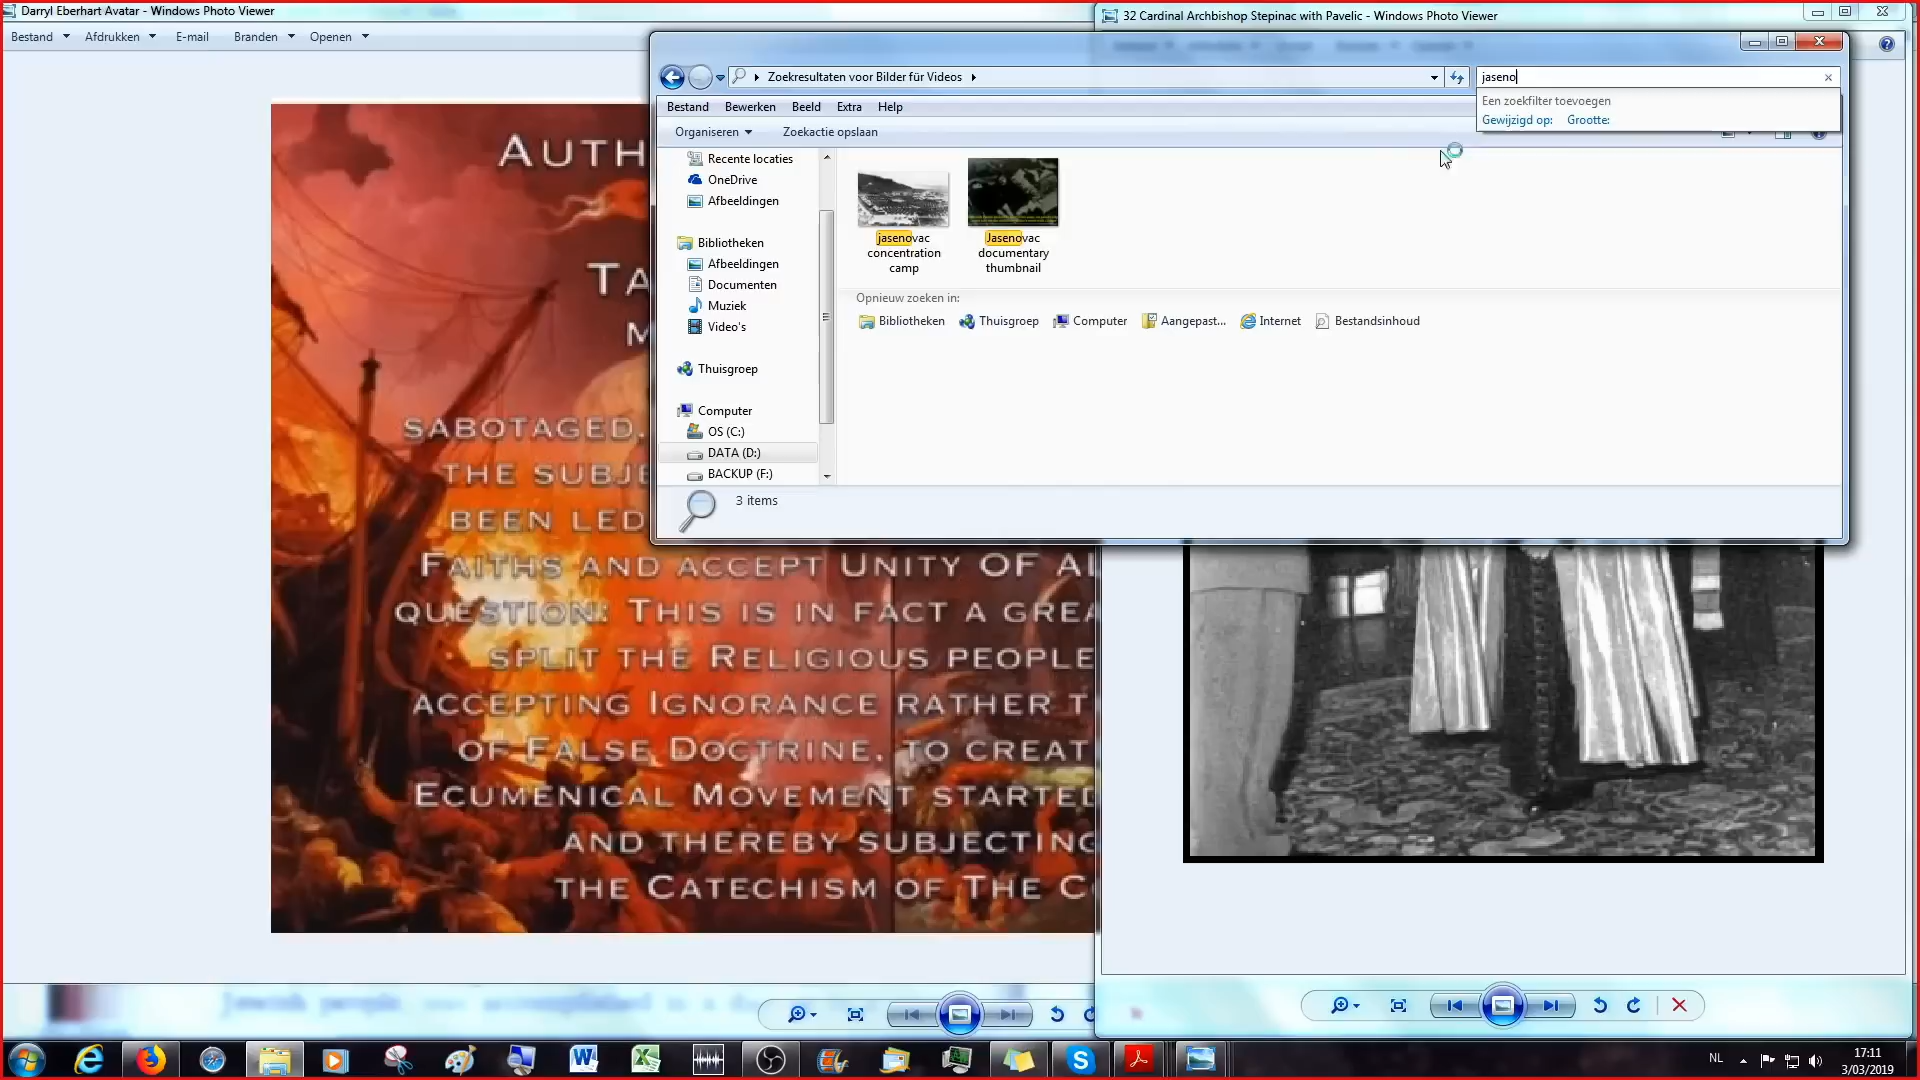 Darryl Eberhart Avatar - Windows Photo Viewer
32 Cardinal Archbishop Stepinac with Pavelic - Windows Photo Viewer
Bestand Afdrukken E-mail Branden Openen
Zoekresultaten voor Bilder für Videos
jaseno
Een zoekfilter toevoegen
Gewijzigd op: Grootte:
Bestand Bewerken Beeld Extra Help
Organiseren Zoekactie opslaan
Recente locaties
OneDrive
Afbeeldingen
Bibliotheken
Afbeeldingen
Documenten
Muziek
Video's
Thuisgroep
Computer
OS (C:)
DATA (D:)
BACKUP (F:)
jasenovac
concentration
camp
Jasenovac
documentary
thumbnail
Opnieuw zoeken in:
Bibliotheken Thuisgroep Computer Aangepast... Internet Bestandsinhoud
3 items
AUTH
TA
M
SABOTAGED.
THE SUBJE
BEEN LED
FAITHS AND ACCEPT UNITY OF AL
QUESTION: THIS IS IN FACT A GREA
SPLIT THE RELIGIOUS PEOPLE
ACCEPTING IGNORANCE RATHER T
OF FALSE DOCTRINE, TO CREAT
ECUMENICAL MOVEMENT STARTED
AND THEREBY SUBJECTING
THE CATECHISM OF THE C
Jewish people was accomplished in a
NL
17:11
3/03/2019